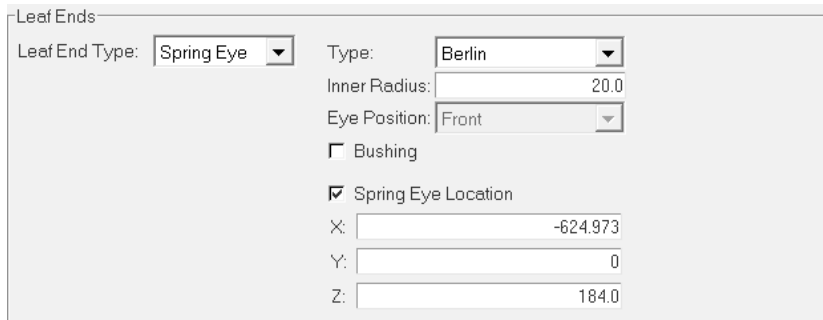 Leaf Ends
Leaf End Type: Spring Eye Type: Berlin
Inner Radius: 20.0
Eye Position: Front
Bushing
Spring Eye Location
X: -624.973
Y: 0
Z: 184.0